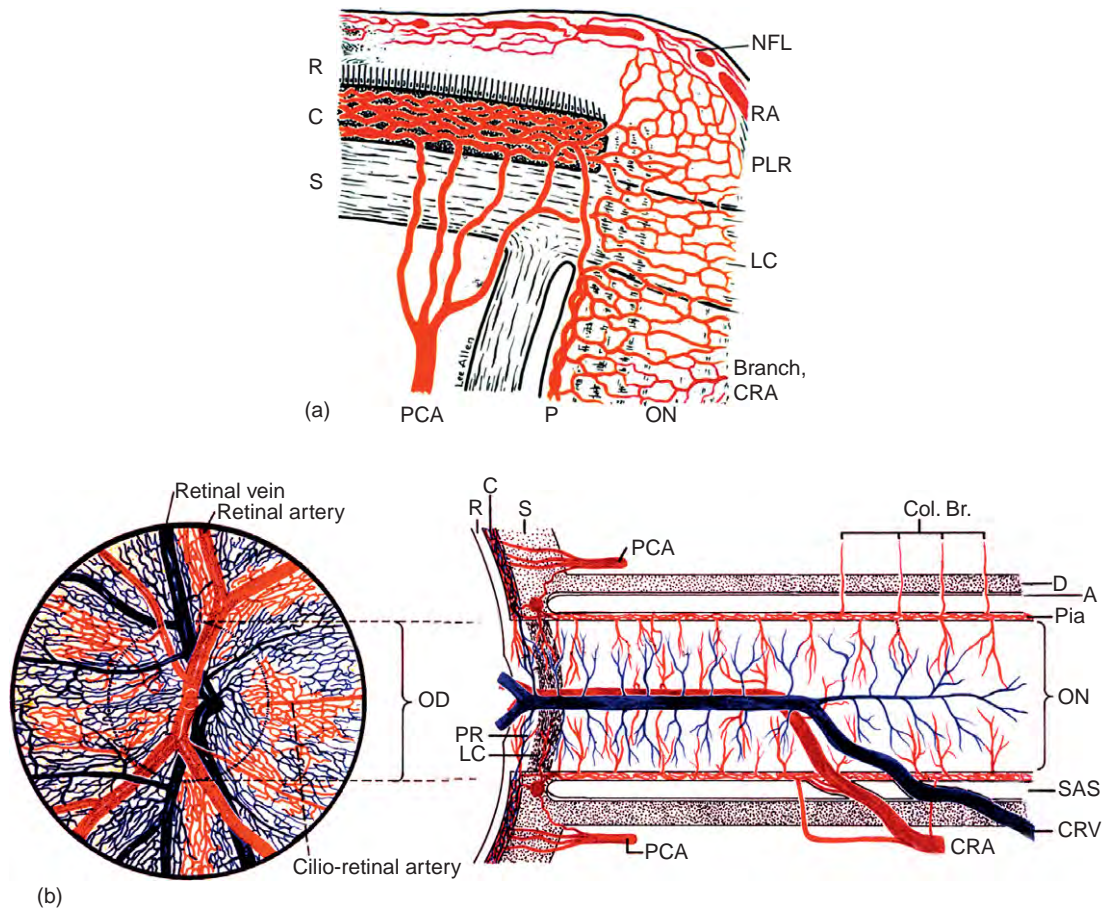 NFL
R
RA
C
PLR
S
LC
Lee Allen
Branch,
CRA
(a)
PCA
P
ON
Retinal vein
Retinal artery
C
R
S
Col. Br.
PCA
D
A
Pia
OD
ON
PR
LC
SAS
CRV
Cilio-retinal artery
PCA
CRA
(b)